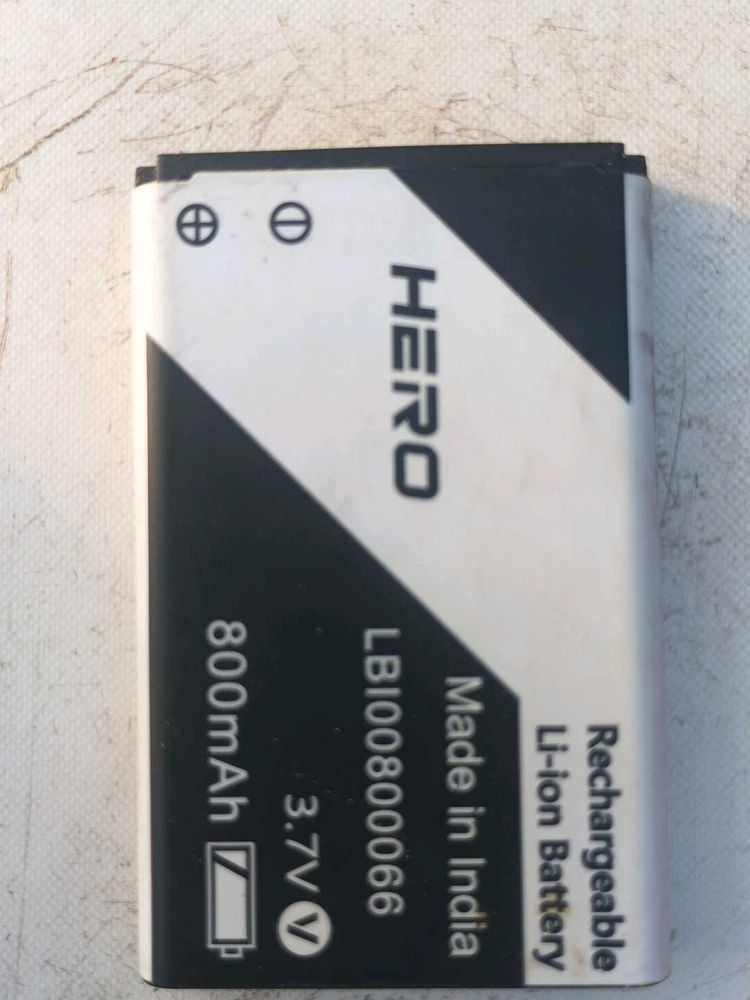 HERO
Rechargeable
Li-ion Battery
Made in India
LBI00800066
3.7V V
800mAh